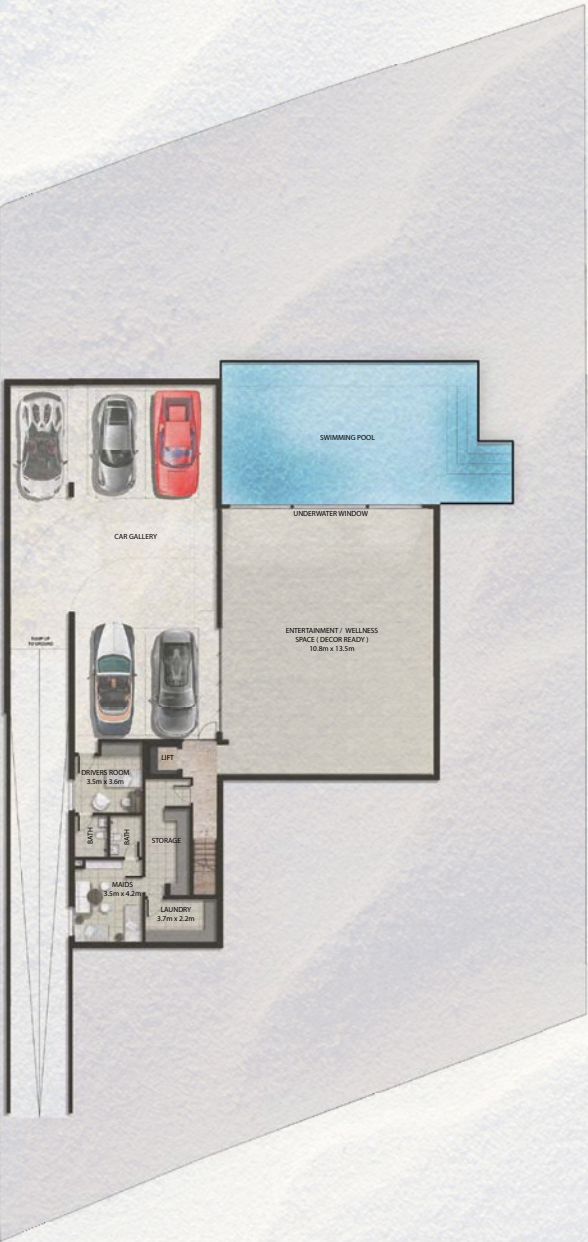 SWIMMING POOL
UNDERWATER WINDOW
CAR GALLERY
ENTERTAINMENT / WELLNESS
SPACE ( DECOR READY )
10.8m x 13.5m
RAMP UP
TO GROUND
LIFT
DRIVERS ROOM
3.5m x 3.6m
BATH
BATH
STORAGE
MAIDS
3.5m x 4.2m
LAUNDRY
3.7m x 2.2m